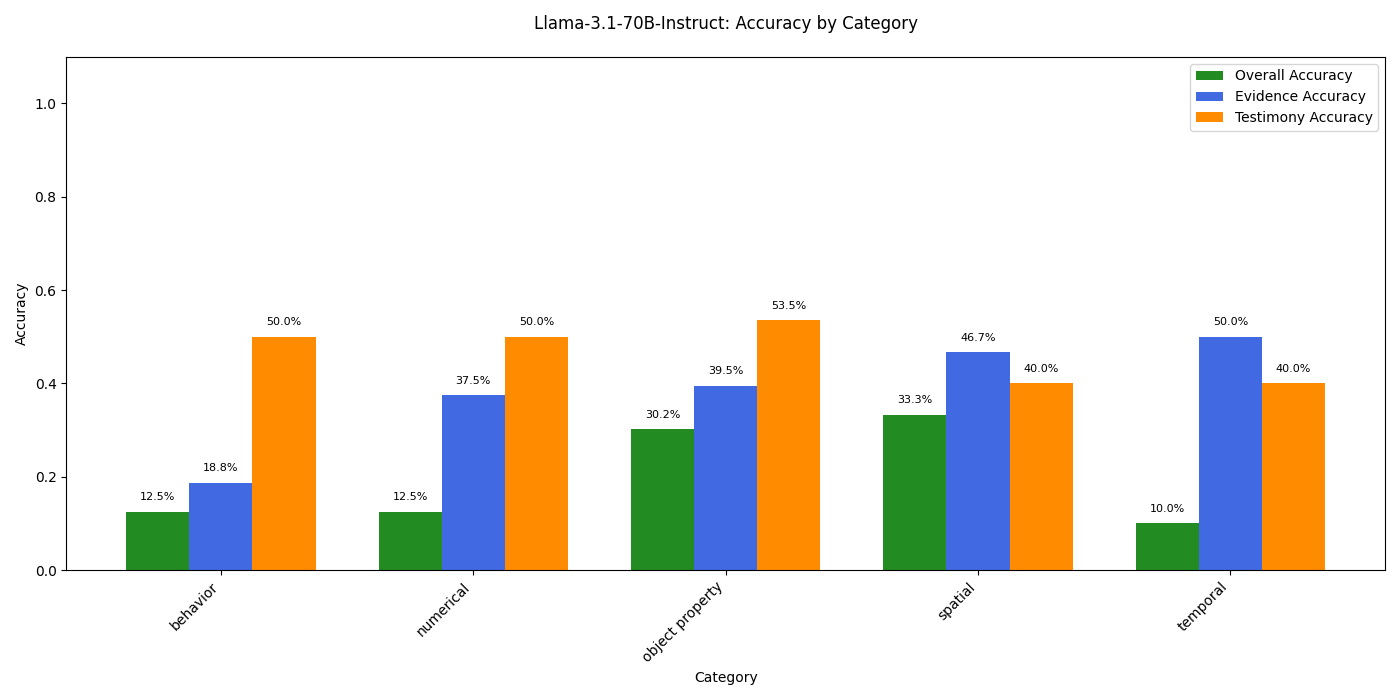 Llama-3.1-70B-Instruct: Accuracy by Category
Overall Accuracy
Evidence Accuracy
Testimony Accuracy
Accuracy
1.0
0.8
0.6
0.4
0.2
0.0
12.5%
18.8%
50.0%
12.5%
37.5%
50.0%
30.2%
39.5%
53.5%
33.3%
46.7%
40.0%
10.0%
50.0%
40.0%
behavior
numerical
object property
spatial
temporal
Category